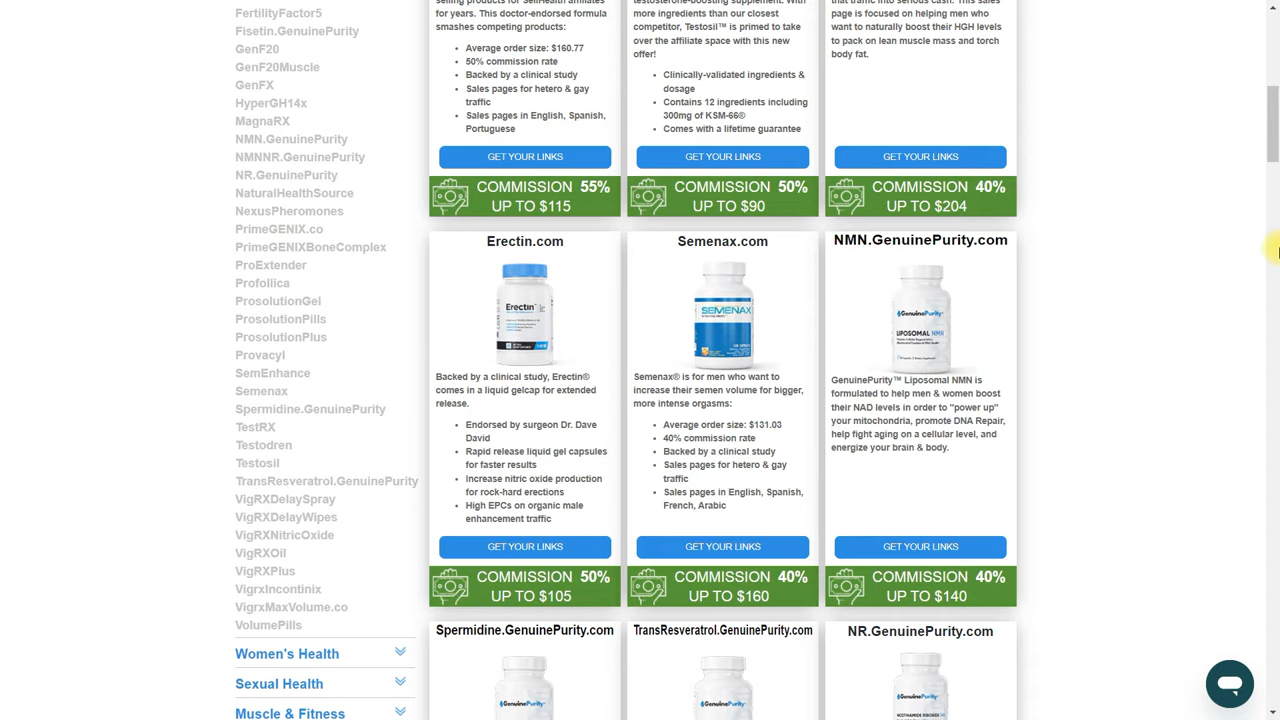 FertilityFactor5
Fisetin.GenuinePurity
GenF20
GenF20Muscle
GenFX
HyperGH14x
MagnaRX
NMN.GenuinePurity
NMNNR.GenuinePurity
NR.GenuinePurity
NaturalHealthSource
NexusPheromones
PrimeGENIX.co
PrimeGENIXBoneComplex
ProExtender
Profollica
ProsolutionGel
ProsolutionPills
ProsolutionPlus
Provacyl
SemEnhance
Semenax
Spermidine.GenuinePurity
TestRX
Testodren
Testosil
TransResveratrol.GenuinePurity
VigRXDelaySpray
VigRXDelayWipes
VigRXNitricOxide
VigRXOil
VigRXPlus
VigrxIncontinix
VigrxMaxVolume.co
VolumePills
Women's Health
Sexual Health
Muscle & Fitness
selling products for SellHealth affiliates
for years. This doctor-endorsed formula
smashes competing products:
• Average order size: $160.77
• 50% commission rate
• Backed by a clinical study
• Sales pages for hetero & gay
traffic
• Sales pages in English, Spanish,
Portuguese
GET YOUR LINKS
COMMISSION 55%
UP TO $115
testosterone-boosting supplement. With
more ingredients than our closest
competitor, Testosil™ is primed to take
over the affiliate space with this new
offer!
• Clinically-validated ingredients &
dosage
• Contains 12 ingredients including
300mg of KSM-66®
• Comes with a lifetime guarantee
GET YOUR LINKS
COMMISSION 50%
UP TO $90
that traffic into serious cash. This sales
page is focused on helping men who
want to naturally boost their HGH levels
to pack on lean muscle mass and torch
body fat.
GET YOUR LINKS
COMMISSION 40%
UP TO $204
Erectin.com
Erectin
Backed by a clinical study, Erectin®
comes in a liquid gelcap for extended
release.
• Endorsed by surgeon Dr. Dave
David
• Rapid release liquid gel capsules
for faster results
• Increase nitric oxide production
for rock-hard erections
• High EPCs on organic male
enhancement traffic
GET YOUR LINKS
COMMISSION 50%
UP TO $105
Semenax.com
SEMENAX
Semenax® is for men who want to
increase their semen volume for bigger,
more intense orgasms:
• Average order size: $131.03
• 40% commission rate
• Backed by a clinical study
• Sales pages for hetero & gay
traffic
• Sales pages in English, Spanish,
French, Arabic
GET YOUR LINKS
COMMISSION 40%
UP TO $160
NMN.GenuinePurity.com
GenuinePurity™
LIPOSOMAL NMN
GenuinePurity™ Liposomal NMN is
formulated to help men & women boost
their NAD levels in order to "power up"
your mitochondria, promote DNA Repair,
help fight aging on a cellular level, and
energize your brain & body.
GET YOUR LINKS
COMMISSION 40%
UP TO $140
Spermidine.GenuinePurity.com
GenuinePurity™
TransResveratrol.GenuinePurity.com
GenuinePurity™
NR.GenuinePurity.com
GenuinePurity™